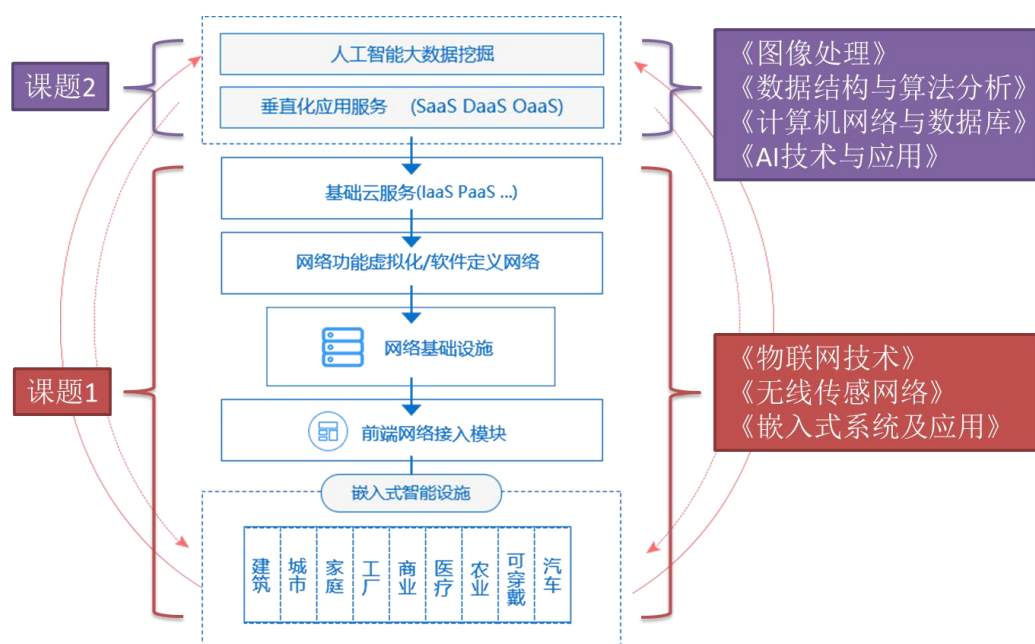 人工智能大数据挖掘
课题2
垂直化应用服务 (SaaS DaaS OaaS)
《图像处理》
《数据结构与算法分析》
《计算机网络与数据库》
《AI技术与应用》
基础云服务(IaaS PaaS ...)
网络功能虚拟化/软件定义网络
网络基础设施
课题1
前端网络接入模块
《物联网技术》
《无线传感网络》
《嵌入式系统及应用》
嵌入式智能设施
建筑
城市
家庭
工厂
商业
医疗
农业
可穿戴
汽车